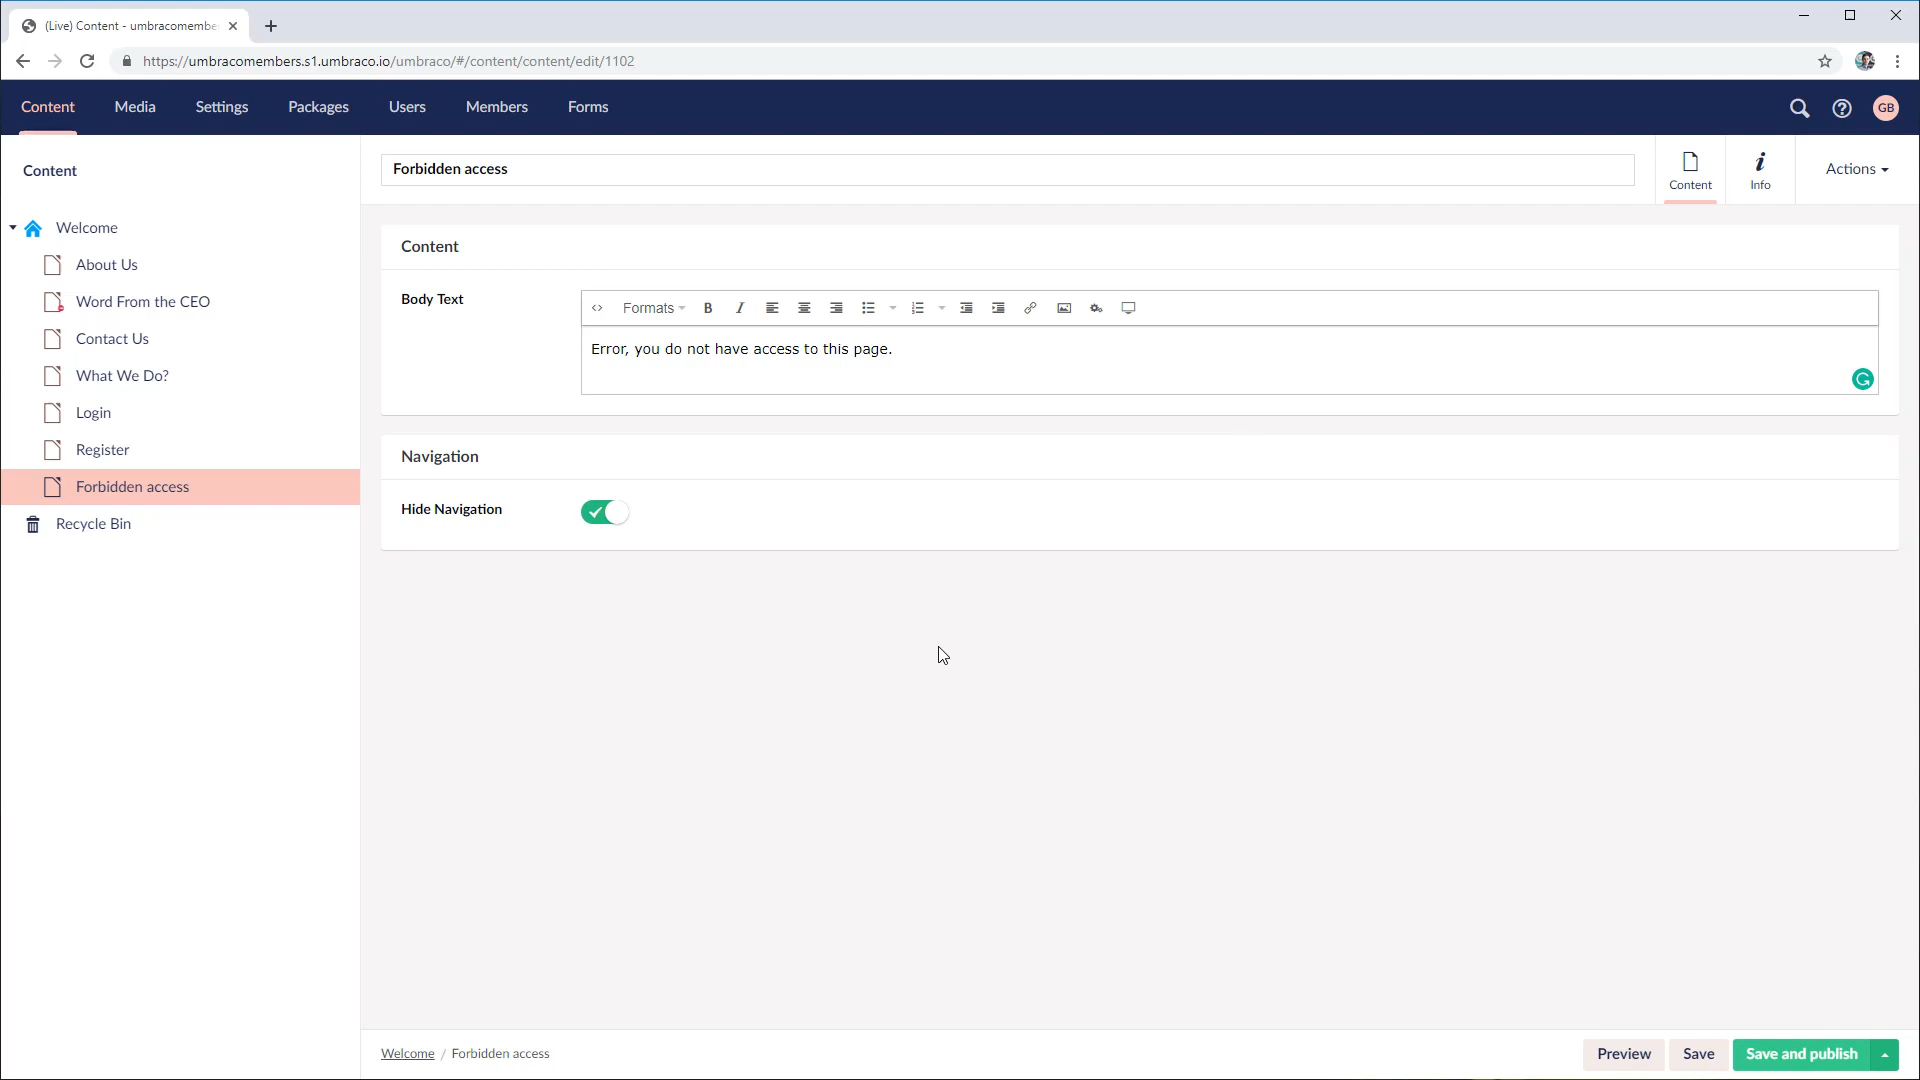 (Live) Content - umbracomembe
https://umbracomembers.s1.umbraco.io/umbraco/#/content/content/edit/1102
Content Media Settings Packages Users Members Forms
GB
Content
Forbidden access
Content
Info
Actions
Welcome
About Us
Word From the CEO
Contact Us
What We Do?
Login
Register
Forbidden access
Recycle Bin
Content
Body Text
Formats
Error, you do not have access to this page.
Navigation
Hide Navigation
Welcome / Forbidden access
Preview Save Save and publish